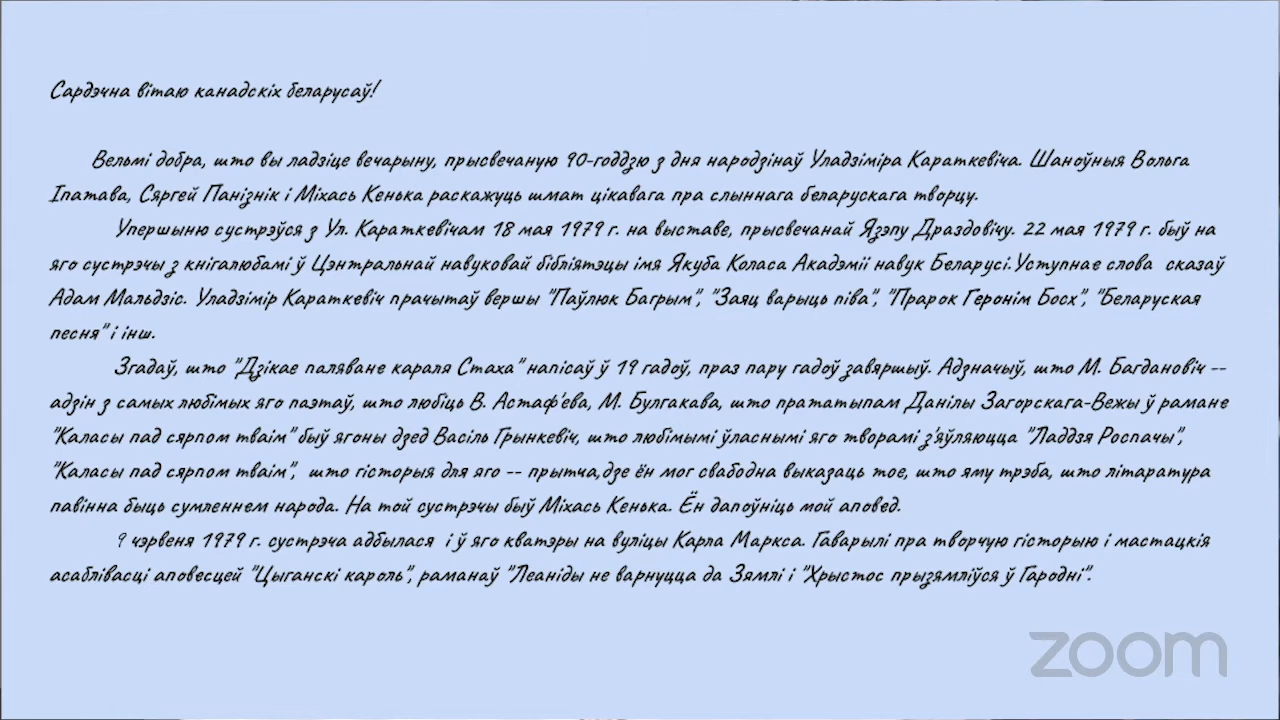 Сардэчна вітаю канадскіх беларусаў!
Вельмі добра, што вы ладзіце вечарыну, прысвечаную 90-годдзю з дня народзінаў Уладзіміра Караткевіча. Шаноўныя Вольга
Іпатава, Сяргей Панізнік і Міхась Кенька раскажуць шмат цікавага пра слыннага беларускага творцу.
Упершыню сустрэўся з Ул. Караткевічам 18 мая 1979 г. на выставе, прысвечанай Язэпу Драздовічу. 22 мая 1979 г. быў на
яго сустрэчы з кнігалюбамі ў Цэнтральнай навуковай бібліятэцы імя Якуба Коласа Акадэміі навук Беларусі.Уступнае слова сказаў
Адам Мальдзіс. Уладзімір Караткевіч прачытаў вершы "Паўлюк Багрым", "Заяц варыць піва", "Прарок Геронім Босх", "Беларуская
песня" і інш.
Згадаў, што "Дзікае паляване караля Стаха" напісаў ў 19 гадоў, праз пару гадоў завяршыў. Адзначыў, што М. Багдановіч --
адзін з самых любімых яго паэтаў, што любіць В. Астаф'ева, М. Булгакава, што прататыпам Данілы Загорскага-Вежы ў рамане
"Каласы пад сярпом тваім" быў ягоны дзед Васіль Грынкевіч, што любімымі ўласнымі яго творамі з'яўляюцца "Ладдзя Роспачы",
"Каласы пад сярпом тваім", што гісторыя для яго -- прытча,дзе ён мог свабодна выказаць тое, што яму трэба, што літаратура
павінна быць сумленнем народа. На той сустрэчы быў Міхась Кенька. Ён дапоўніць мой аповед.
9 чэрвеня 1979 г. сустрэча адбылася і ў яго кватэры на вуліцы Карла Маркса. Гаварылі пра творчую гісторыю і мастацкія
асаблівасці аповесцей "Цыганскі кароль", раманаў "Леаніды не варнуцца да Зямлі і "Хрыстос прызямліўся ў Гародні".
zoom